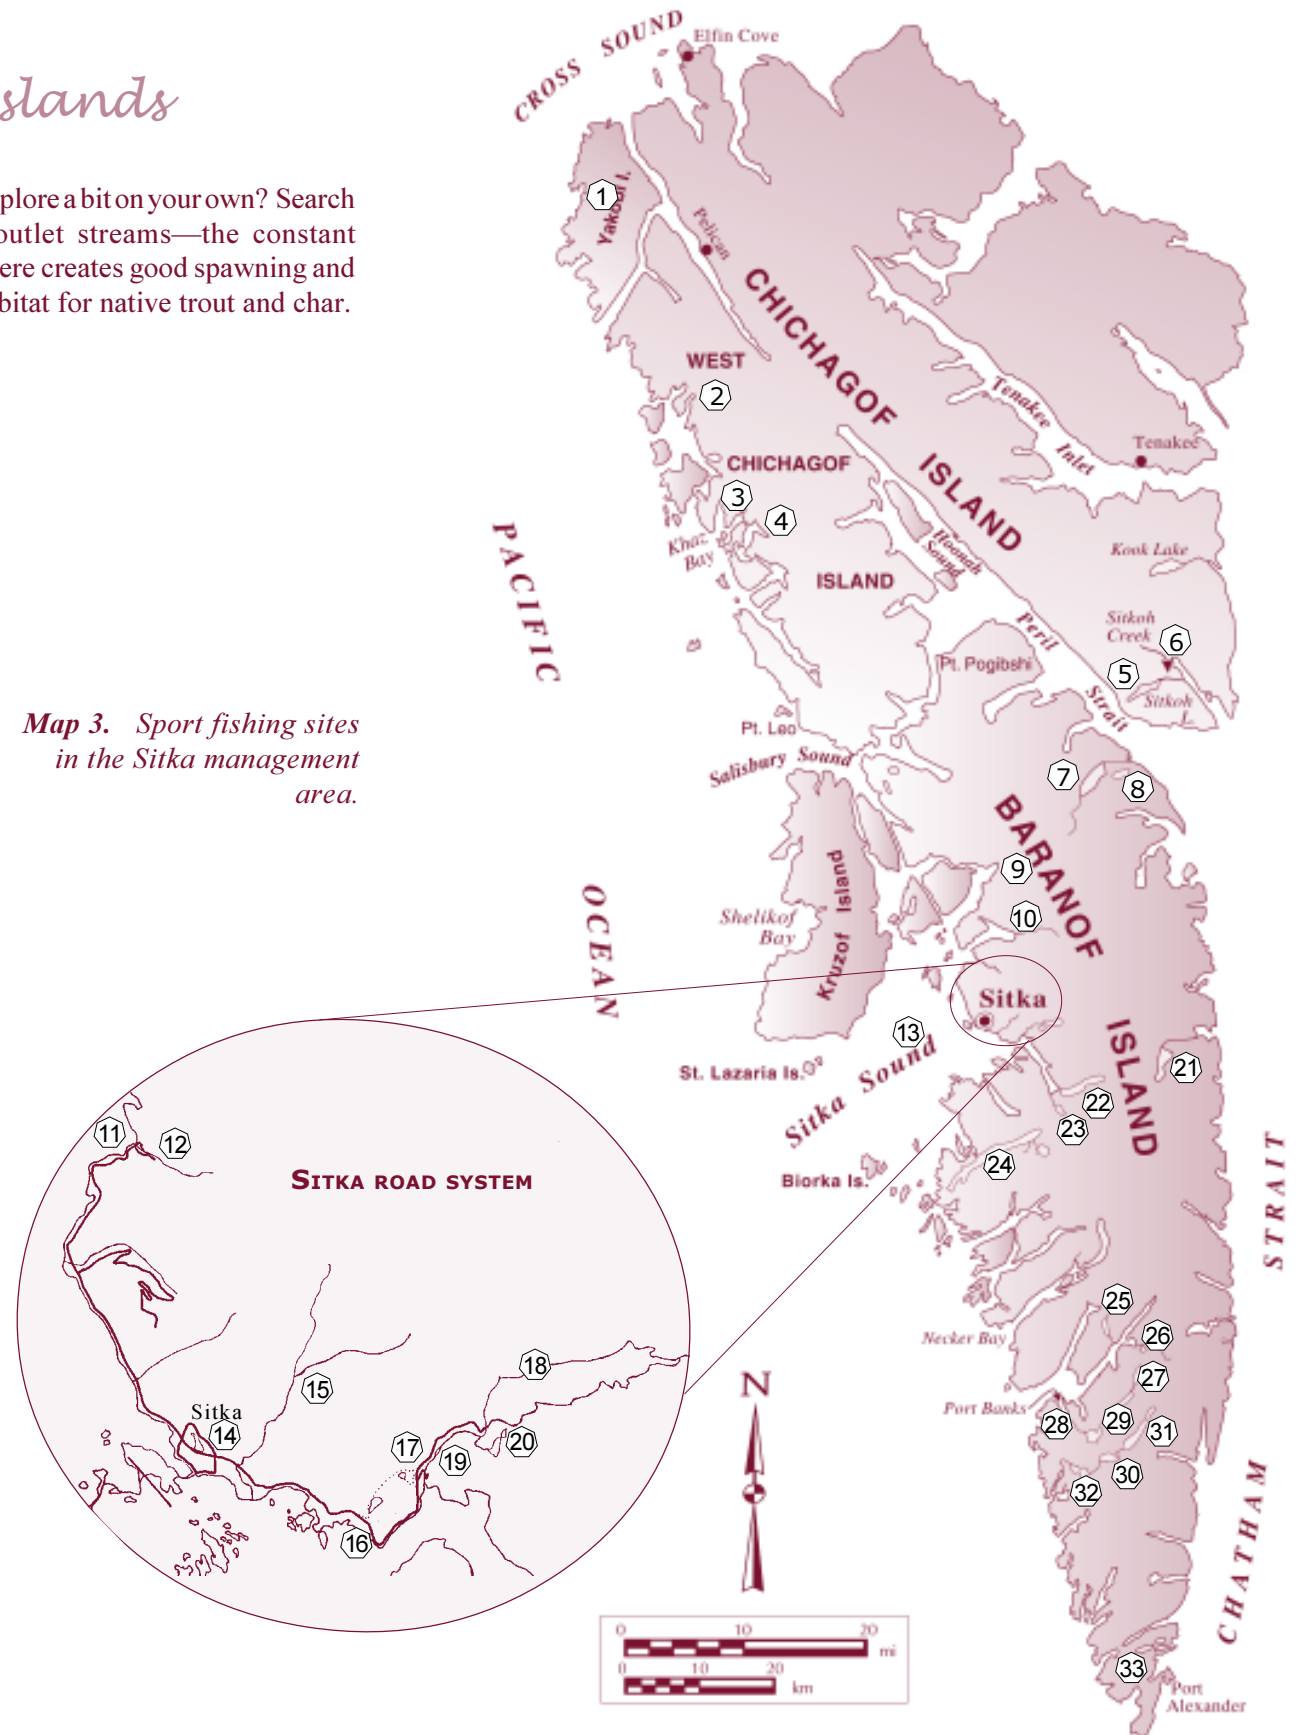 slands
plore a bit on your own? Search
outlet streams—the constant
ere creates good spawning and
bitat for native trout and char.
Map 3. Sport fishing sites
in the Sitka management
area.
CROSS SOUND
Elfin Cove
1
Yakobi I.
Pelican
CHICHAGOF
ISLAND
WEST
2
CHICHAGOF
3
4
ISLAND
Khaz
Bay
Tenakee
Inlet
Tenakee
Hoonah
Sound
Kook Lake
Sitkoh
Creek
6
5
Sitkoh
L.
Peril
Strait
Pt. Pogibshi
PACIFIC
OCEAN
Pt. Leo
Salisbury Sound
7
8
BARANOF
ISLAND
9
10
Kruzof Island
Shelikof
Bay
Sitka
13
St. Lazaria Is.
Sitka Sound
21
22
23
24
Biorka Is.
STRAIT
CHATHAM
11
12
SITKA ROAD SYSTEM
15
18
Sitka
14
17
19
20
16
25
Necker Bay
26
27
Port Banks
28
29
31
30
32
N
0 10 20
mi
0 10 20
km
33
Port
Alexander